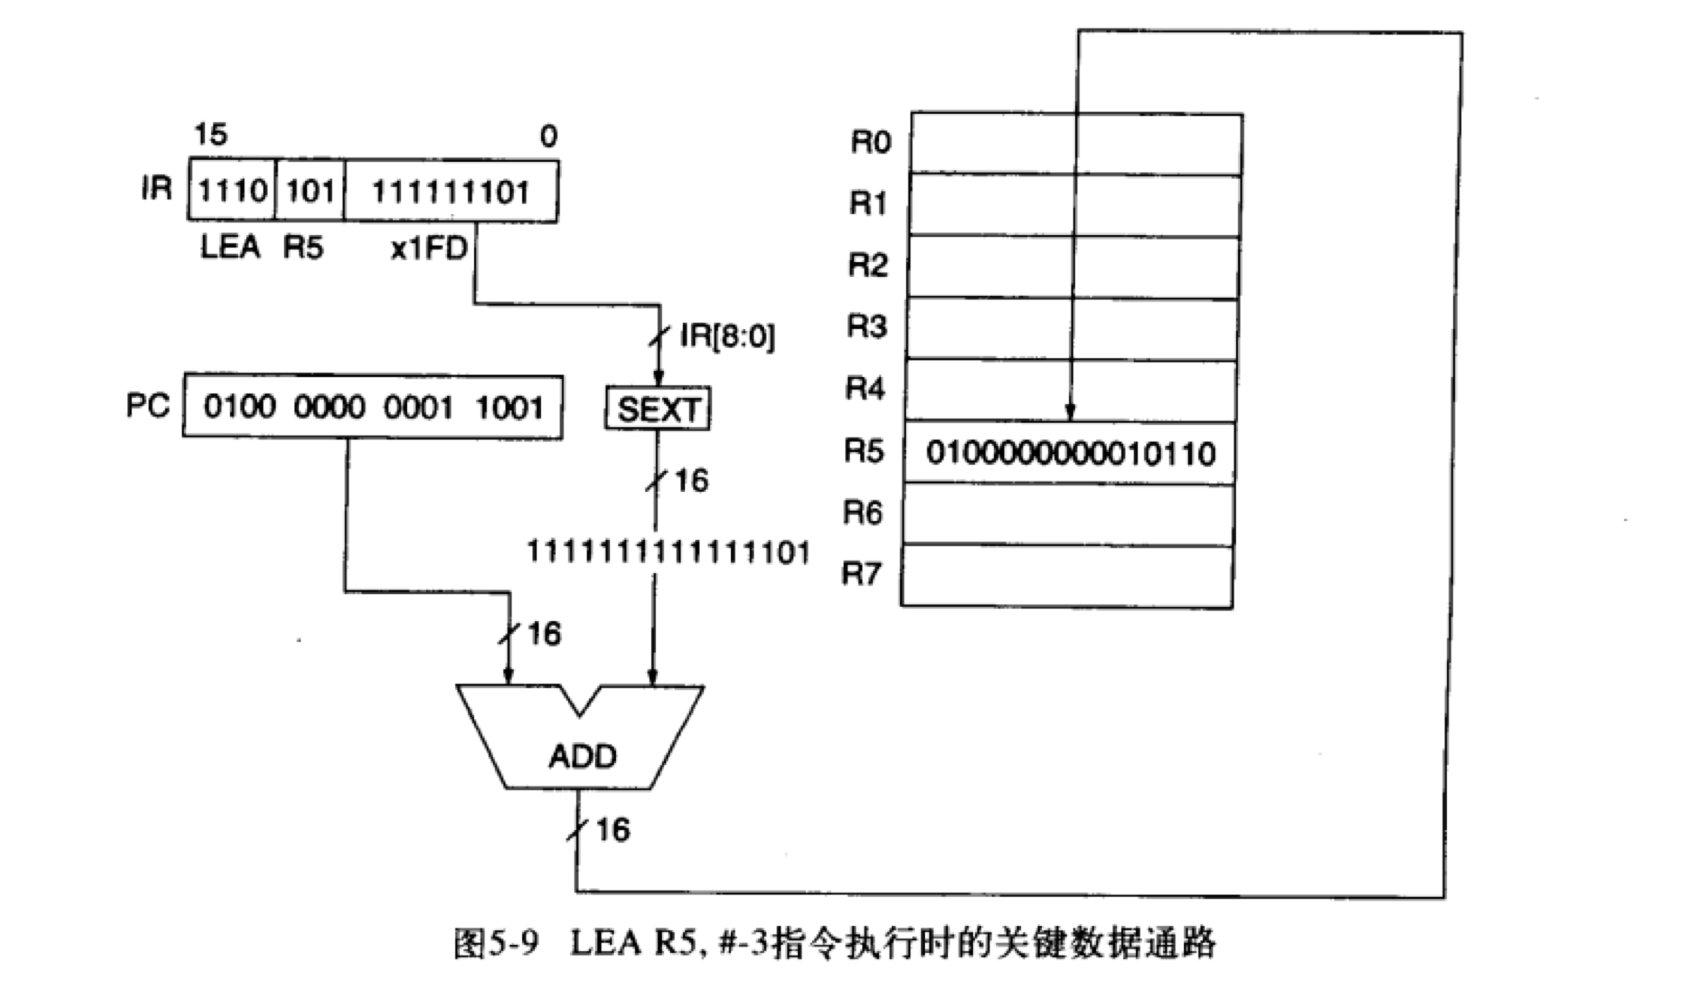 15 0
IR 1110 101 111111101
LEA R5 x1FD
IR[8:0]
PC 0100 0000 0001 1001
SEXT
16
1111111111111101
16
ADD
16
R0
R1
R2
R3
R4
R5 0100000000010110
R6
R7
图5-9 LEA R5, #-3指令执行时的关键数据通路